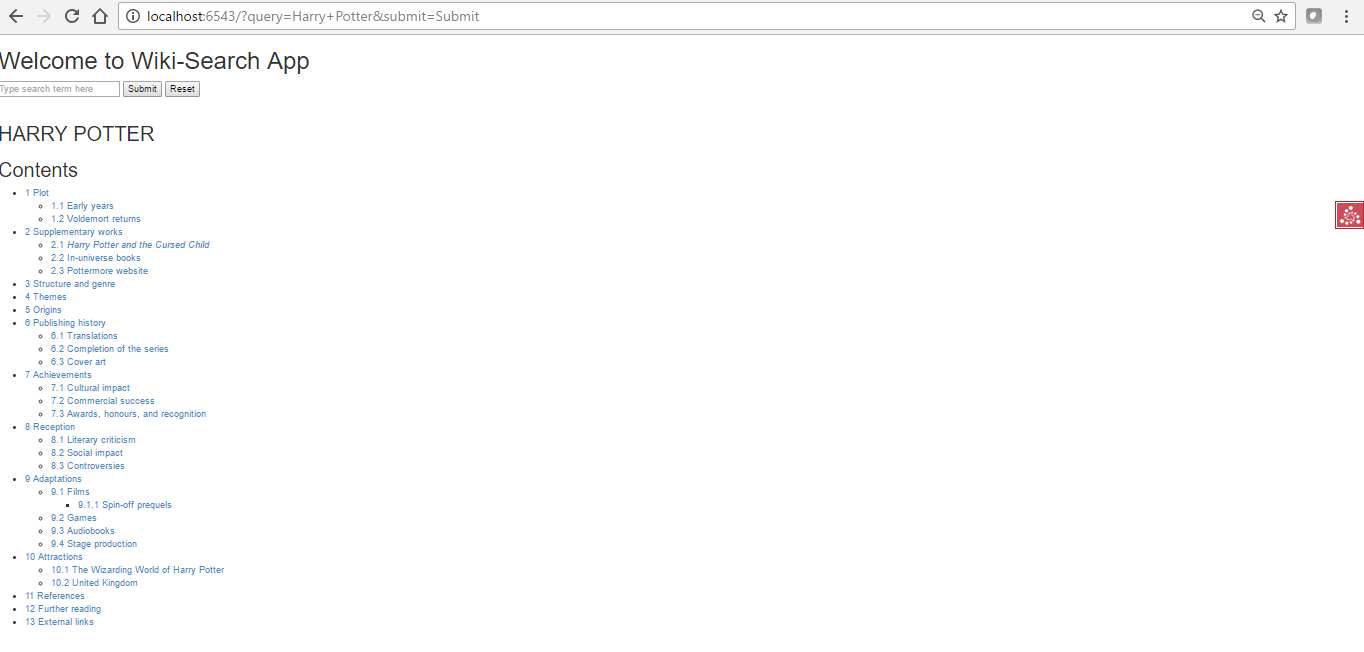 localhost:6543/?query=Harry+Potter&submit=Submit
Welcome to Wiki-Search App
Type search term here Submit Reset
HARRY POTTER
Contents
1 Plot
1.1 Early years
1.2 Voldemort returns
2 Supplementary works
2.1 Harry Potter and the Cursed Child
2.2 In-universe books
2.3 Pottermore website
3 Structure and genre
4 Themes
5 Origins
6 Publishing history
6.1 Translations
6.2 Completion of the series
6.3 Cover art
7 Achievements
7.1 Cultural impact
7.2 Commercial success
7.3 Awards, honours, and recognition
8 Reception
8.1 Literary criticism
8.2 Social impact
8.3 Controversies
9 Adaptations
9.1 Films
9.1.1 Spin-off prequels
9.2 Games
9.3 Audiobooks
9.4 Stage production
10 Attractions
10.1 The Wizarding World of Harry Potter
10.2 United Kingdom
11 References
12 Further reading
13 External links